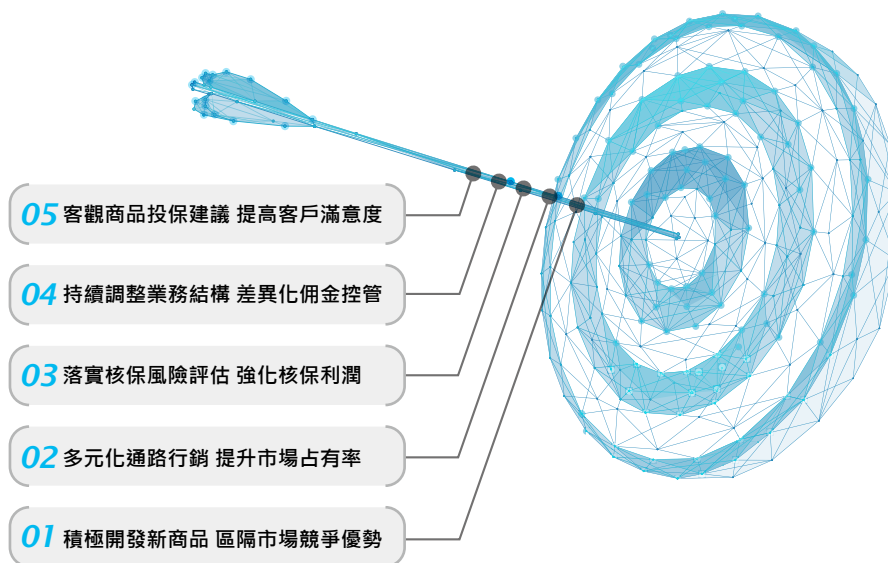 05 客觀商品投保建議 提高客戶滿意度
04 持續調整業務結構 差異化佣金控管
03 落實核保風險評估 強化核保利潤
02 多元化通路行銷 提升市場占有率
01 積極開發新商品 區隔市場競爭優勢